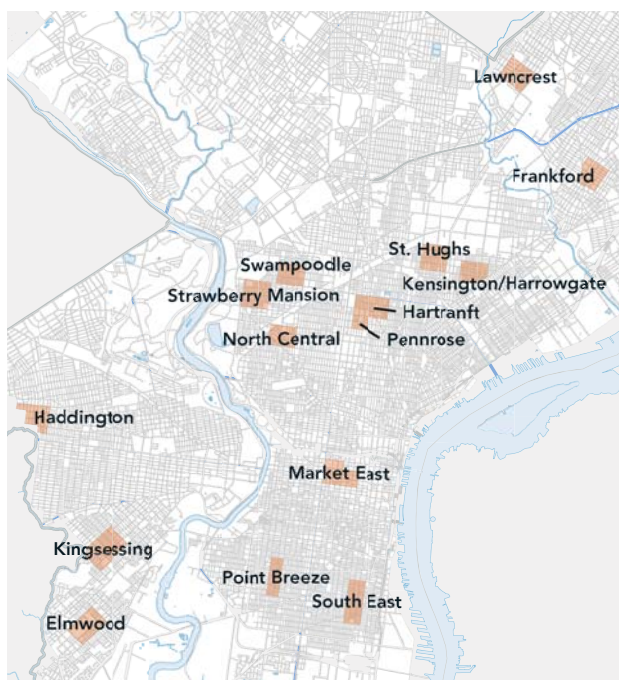 Lawncrest
Frankford
St. Hughs
Swampoodle
Kensington/Harrowgate
Strawberry Mansion
Hartranft
North Central
Pennrose
Haddington
Market East
Kingsessing
Point Breeze
South East
Elmwood